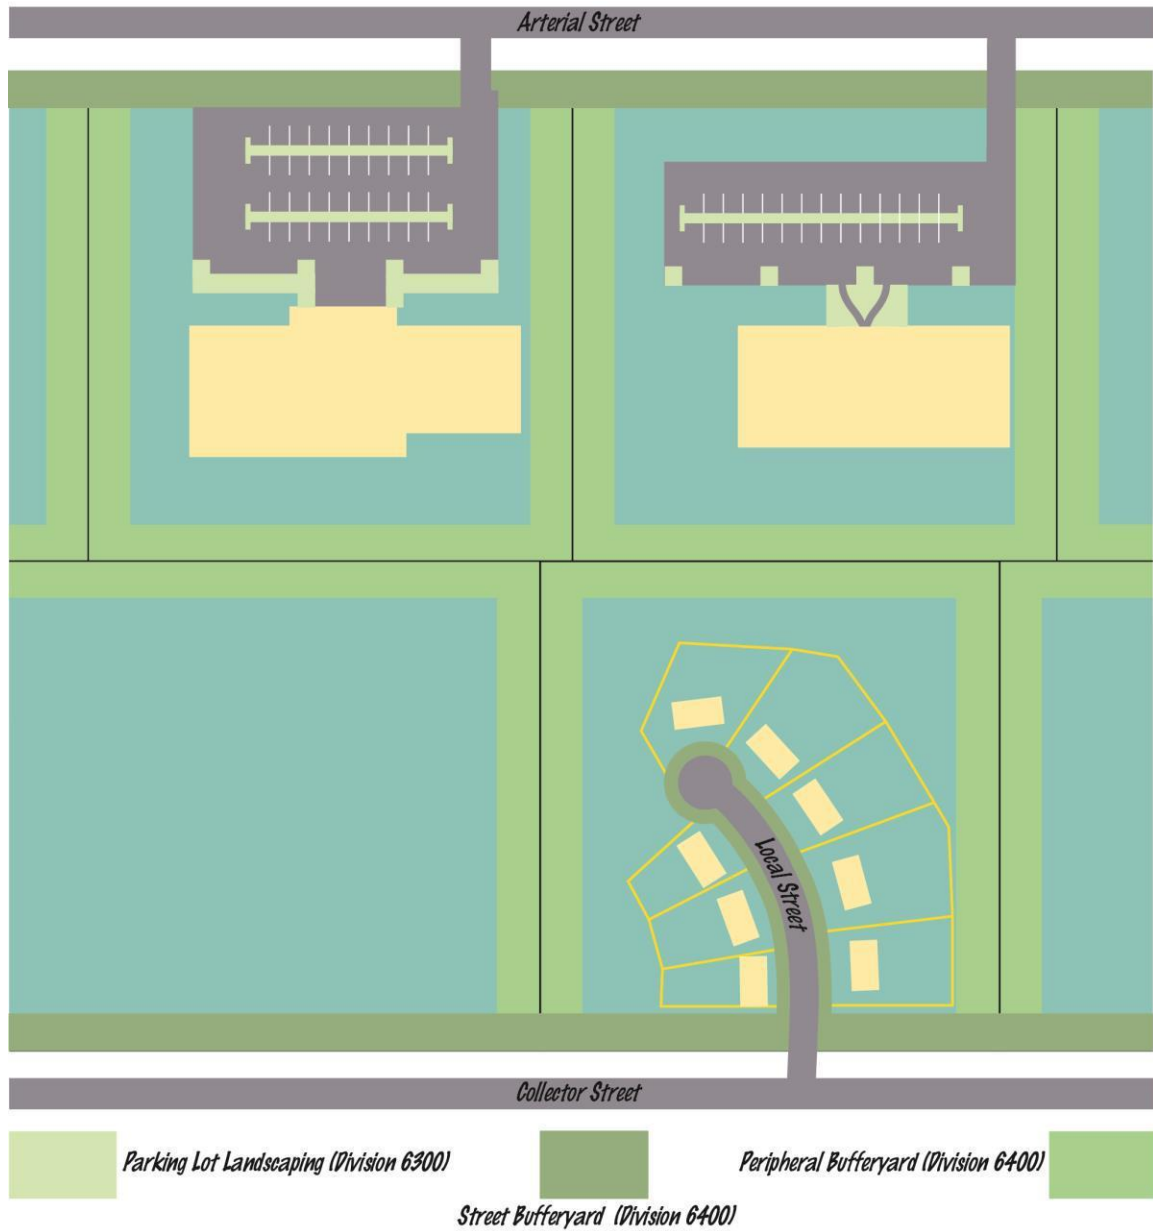 Arterial Street
Local Street
Collector Street
Parking Lot Landscaping (Division 6300)
Peripheral Bufferyard (Division 6400)
Street Bufferyard (Division 6400)